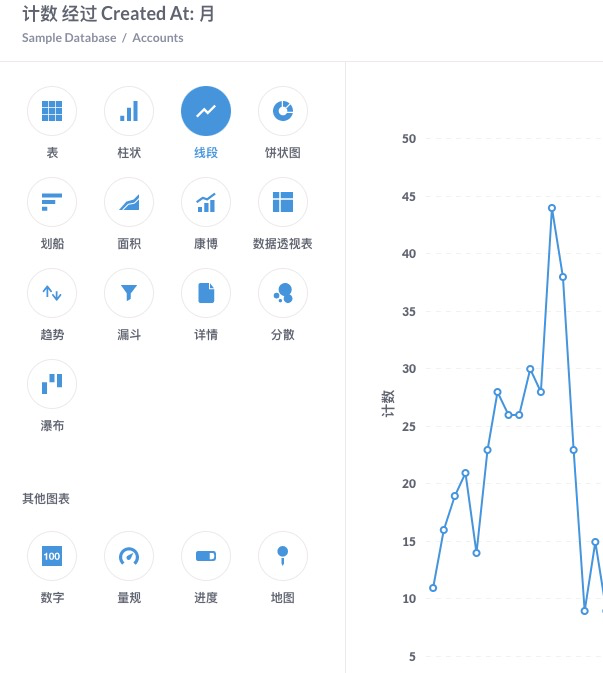 计数 经过 Created At: 月
Sample Database / Accounts
表 柱状 线段 饼状图
划船 面积 康博 数据透视表
趋势 漏斗 详情 分散
瀑布
其他图表
100
数字 量规 进度 地图
50
45
40
35
30
计数
25
20
15
10
5